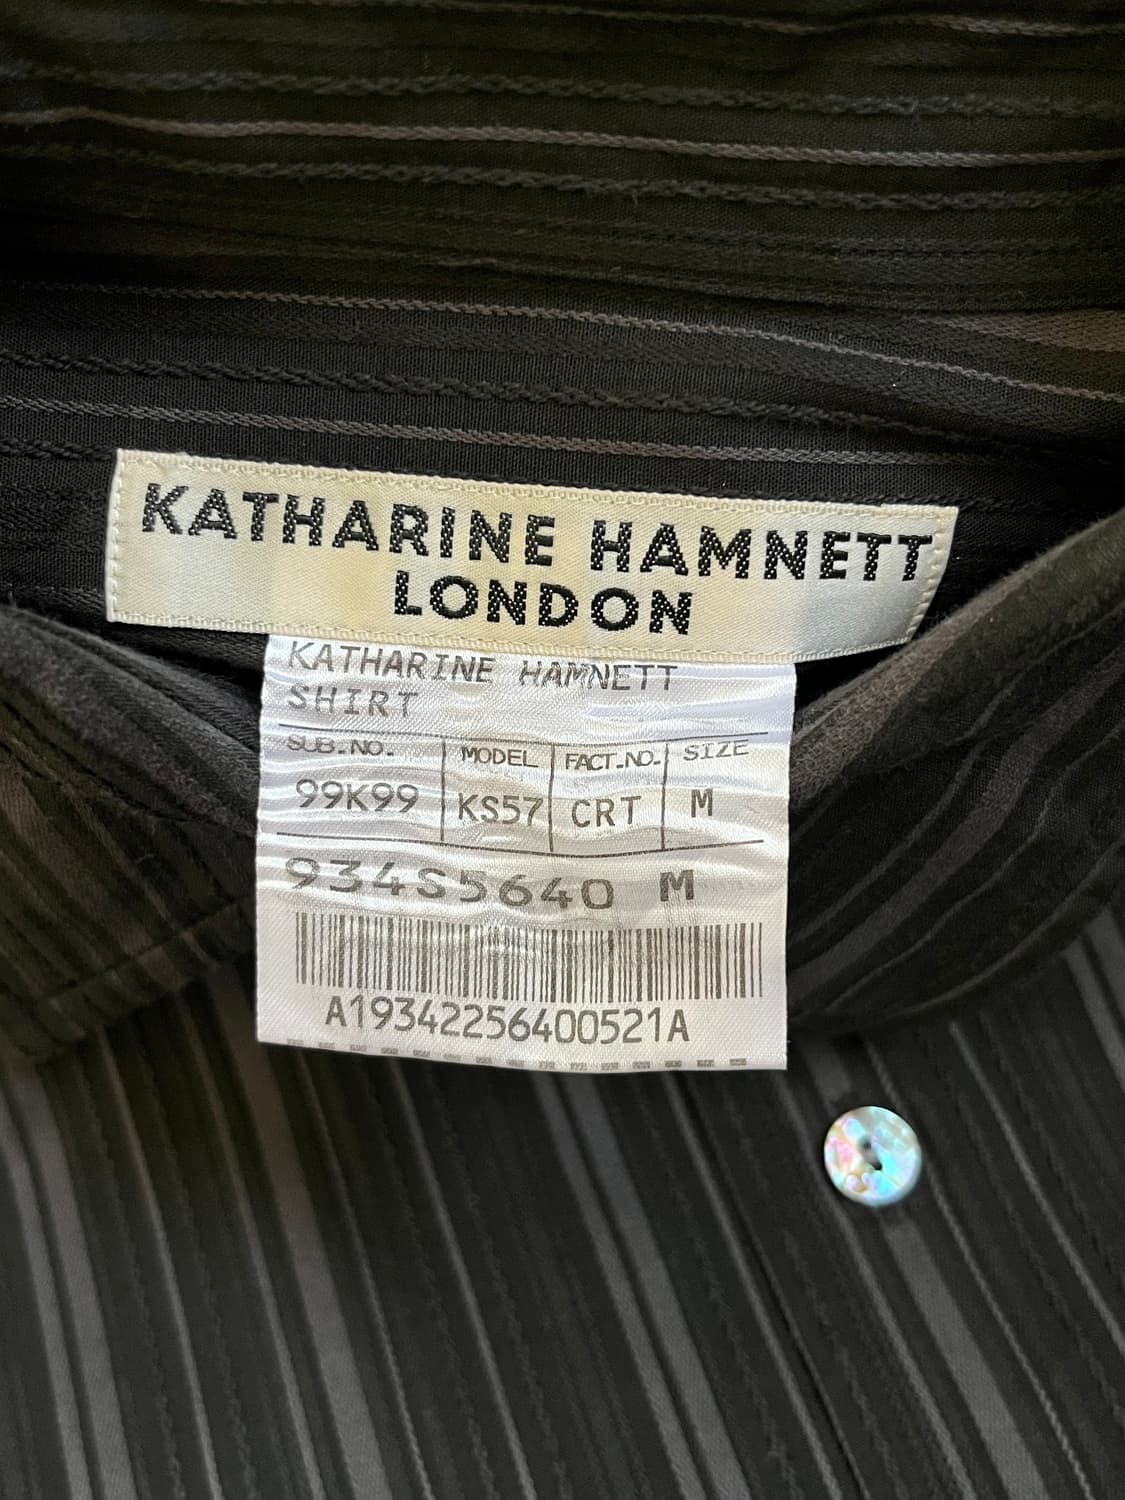 KATHARINE HAMNETT
LONDON
KATHARINE HAMNETT
SHIRT
SUB.NO. MODEL FACT.NO. SIZE
99K99 KS57 CRT M
934S5640 M
A19342256400521A